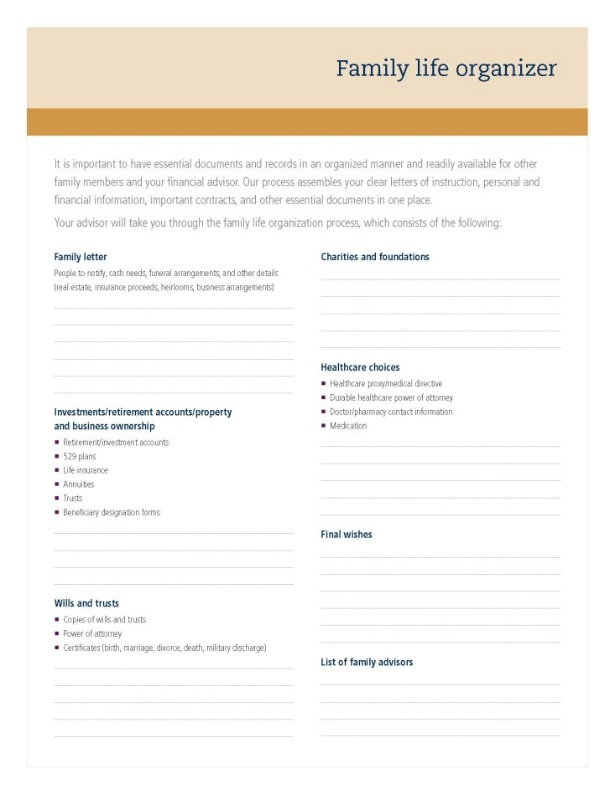 Family life organizer
It is important to have essential documents and records in an organized manner and readily available for other
family members and your financial advisor. Our process assembles your clear letters of instruction, personal and
financial information, important contracts, and other essential documents in one place.
Your advisor will take you through the family life organization process, which consists of the following:
Family letter
People to notify, cash needs, funeral arrangements, and other details
(real estate, insurance proceeds, heirlooms, business arrangements)
Investments/retirement accounts/property
and business ownership
■ Retirement/investment accounts
■ 529 plans
■ Life insurance
■ Annuities
■ Trusts
■ Beneficiary designation forms
Wills and trusts
■ Copies of wills and trusts
■ Power of attorney
■ Certificates (birth, marriage, divorce, death, military discharge)
Charities and foundations
Healthcare choices
■ Healthcare proxy/medical directive
■ Durable healthcare power of attorney
■ Doctor/pharmacy contact information
■ Medication
Final wishes
List of family advisors